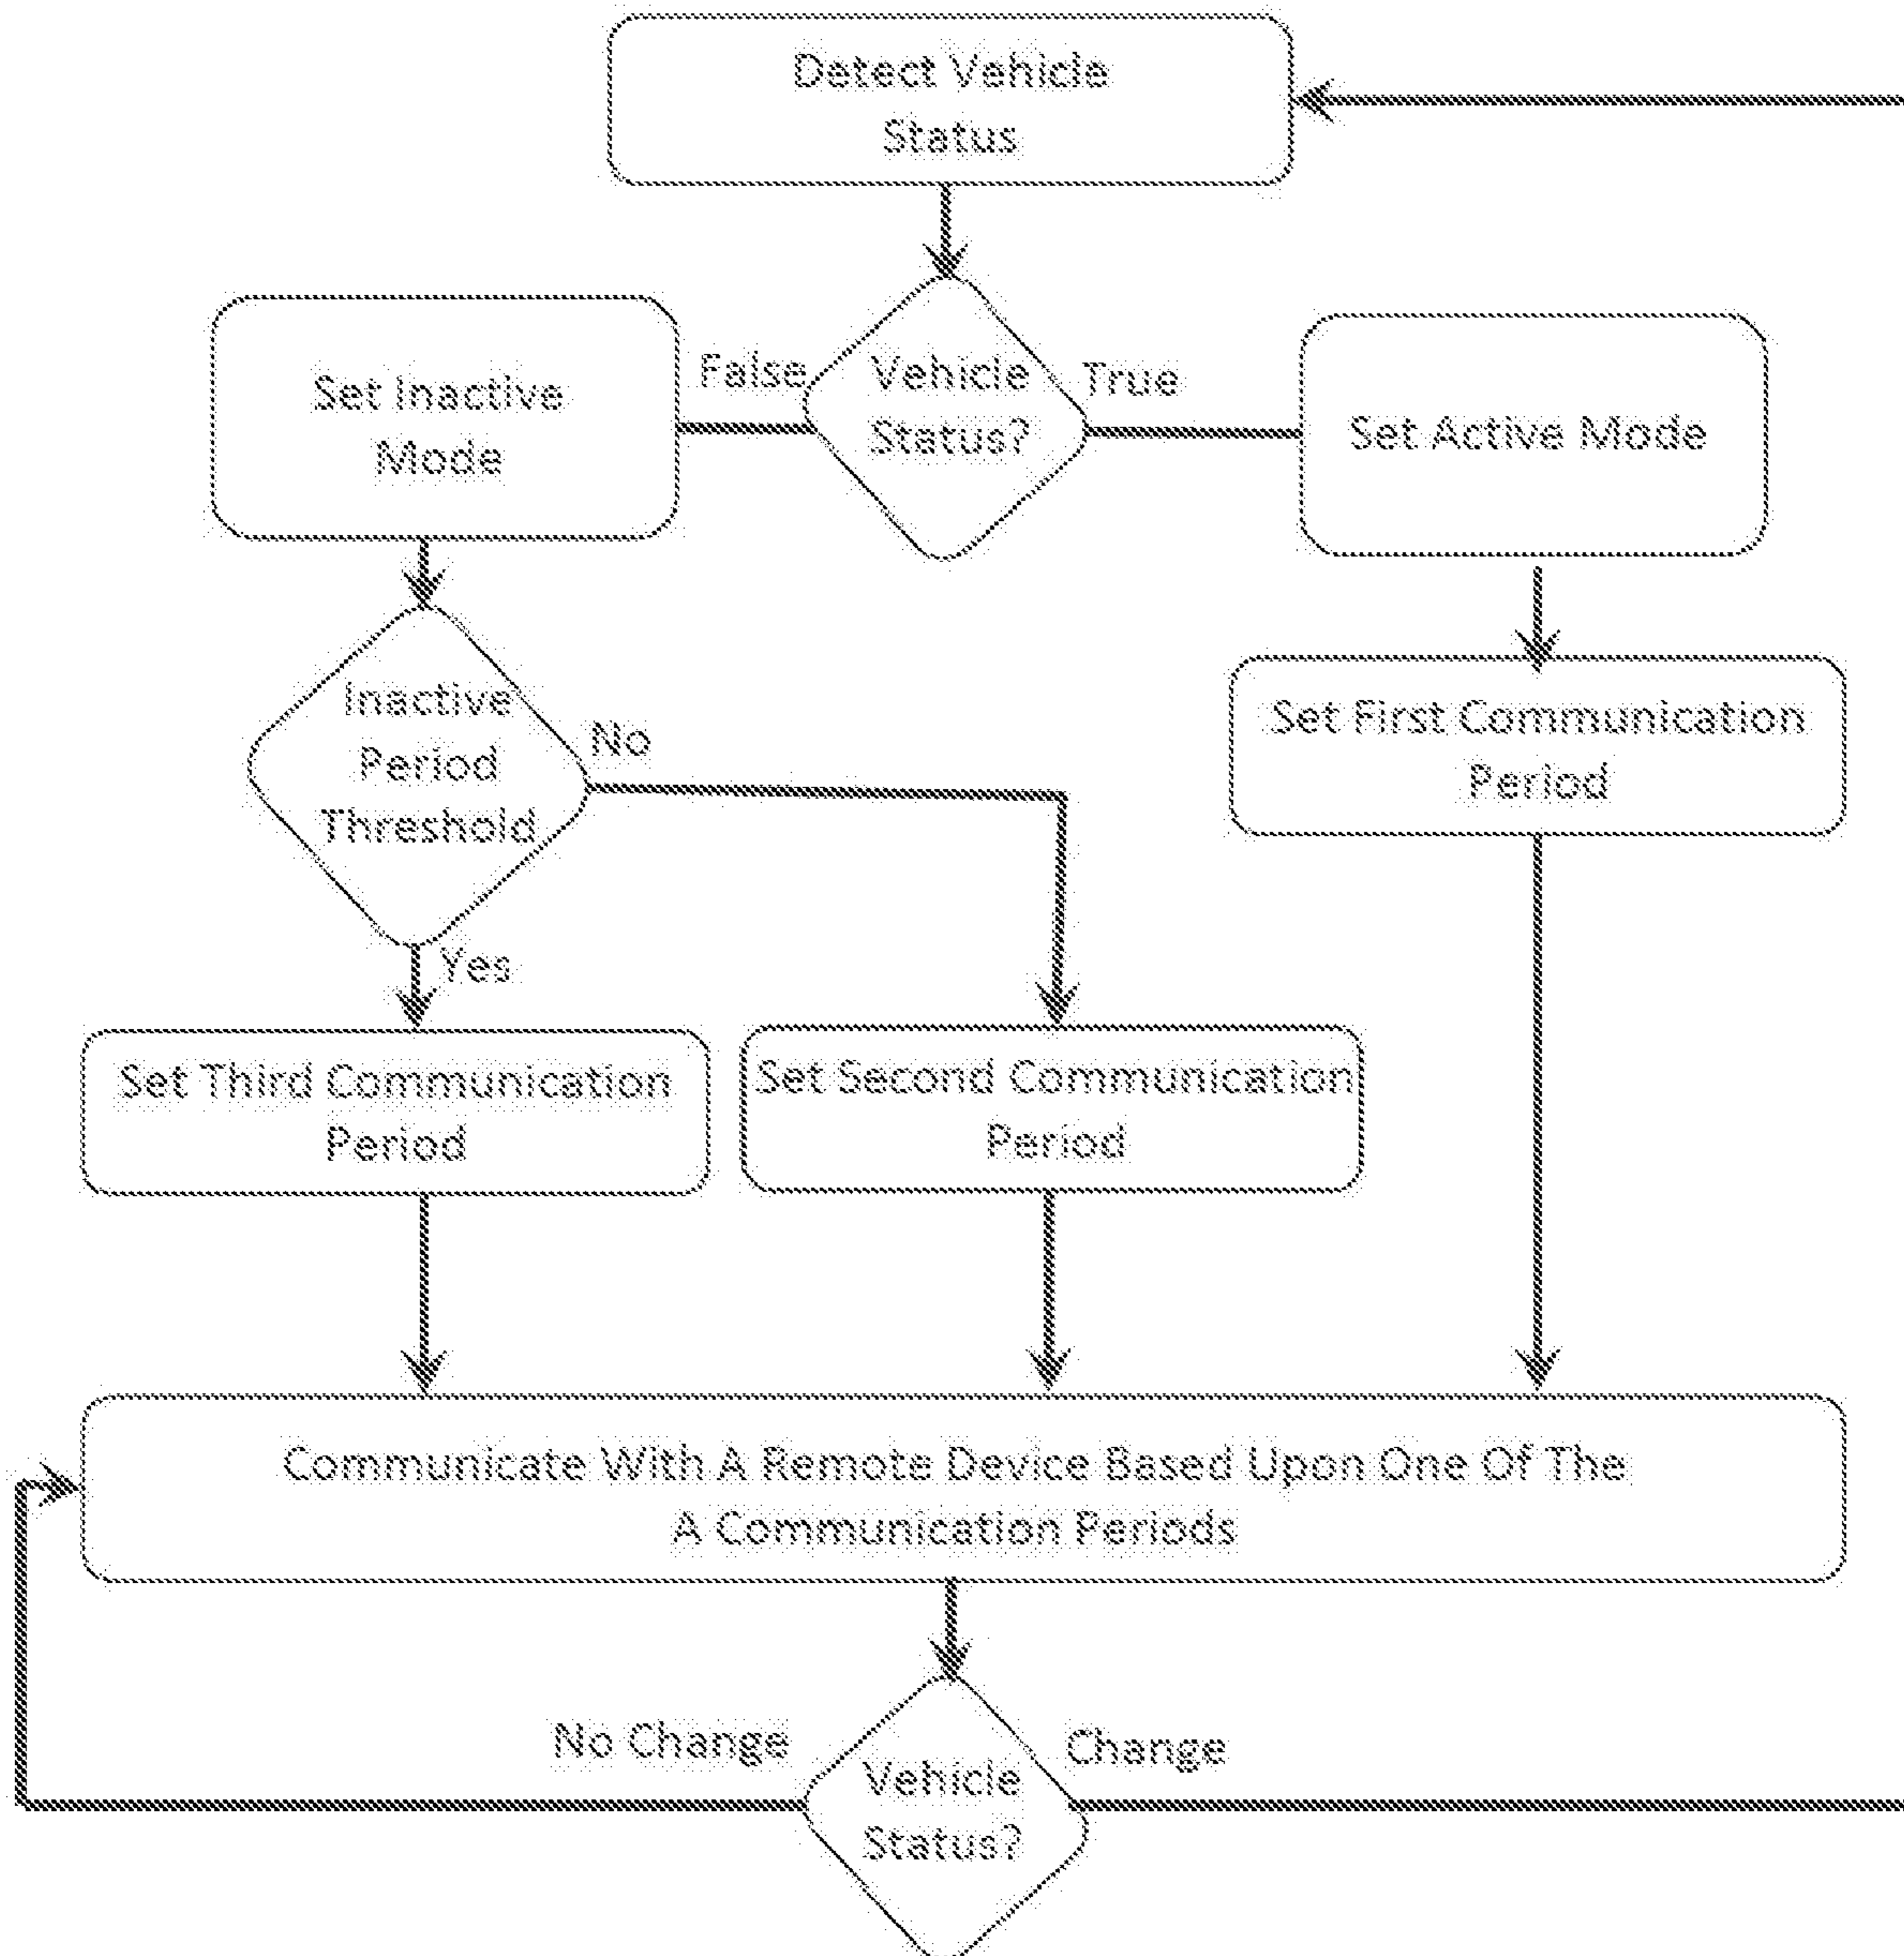 Detect Vehicle
Status
Set Inactive
Mode
False
Vehicle
Status?
True
Set Active Mode
Inactive
Period
Threshold
No
Yes
Set First Communication
Period
Set Third Communication
Period
Set Second Communication
Period
Communicate With A Remote Device Based Upon One Of The
A Communication Periods
No Change
Vehicle
Status?
Change